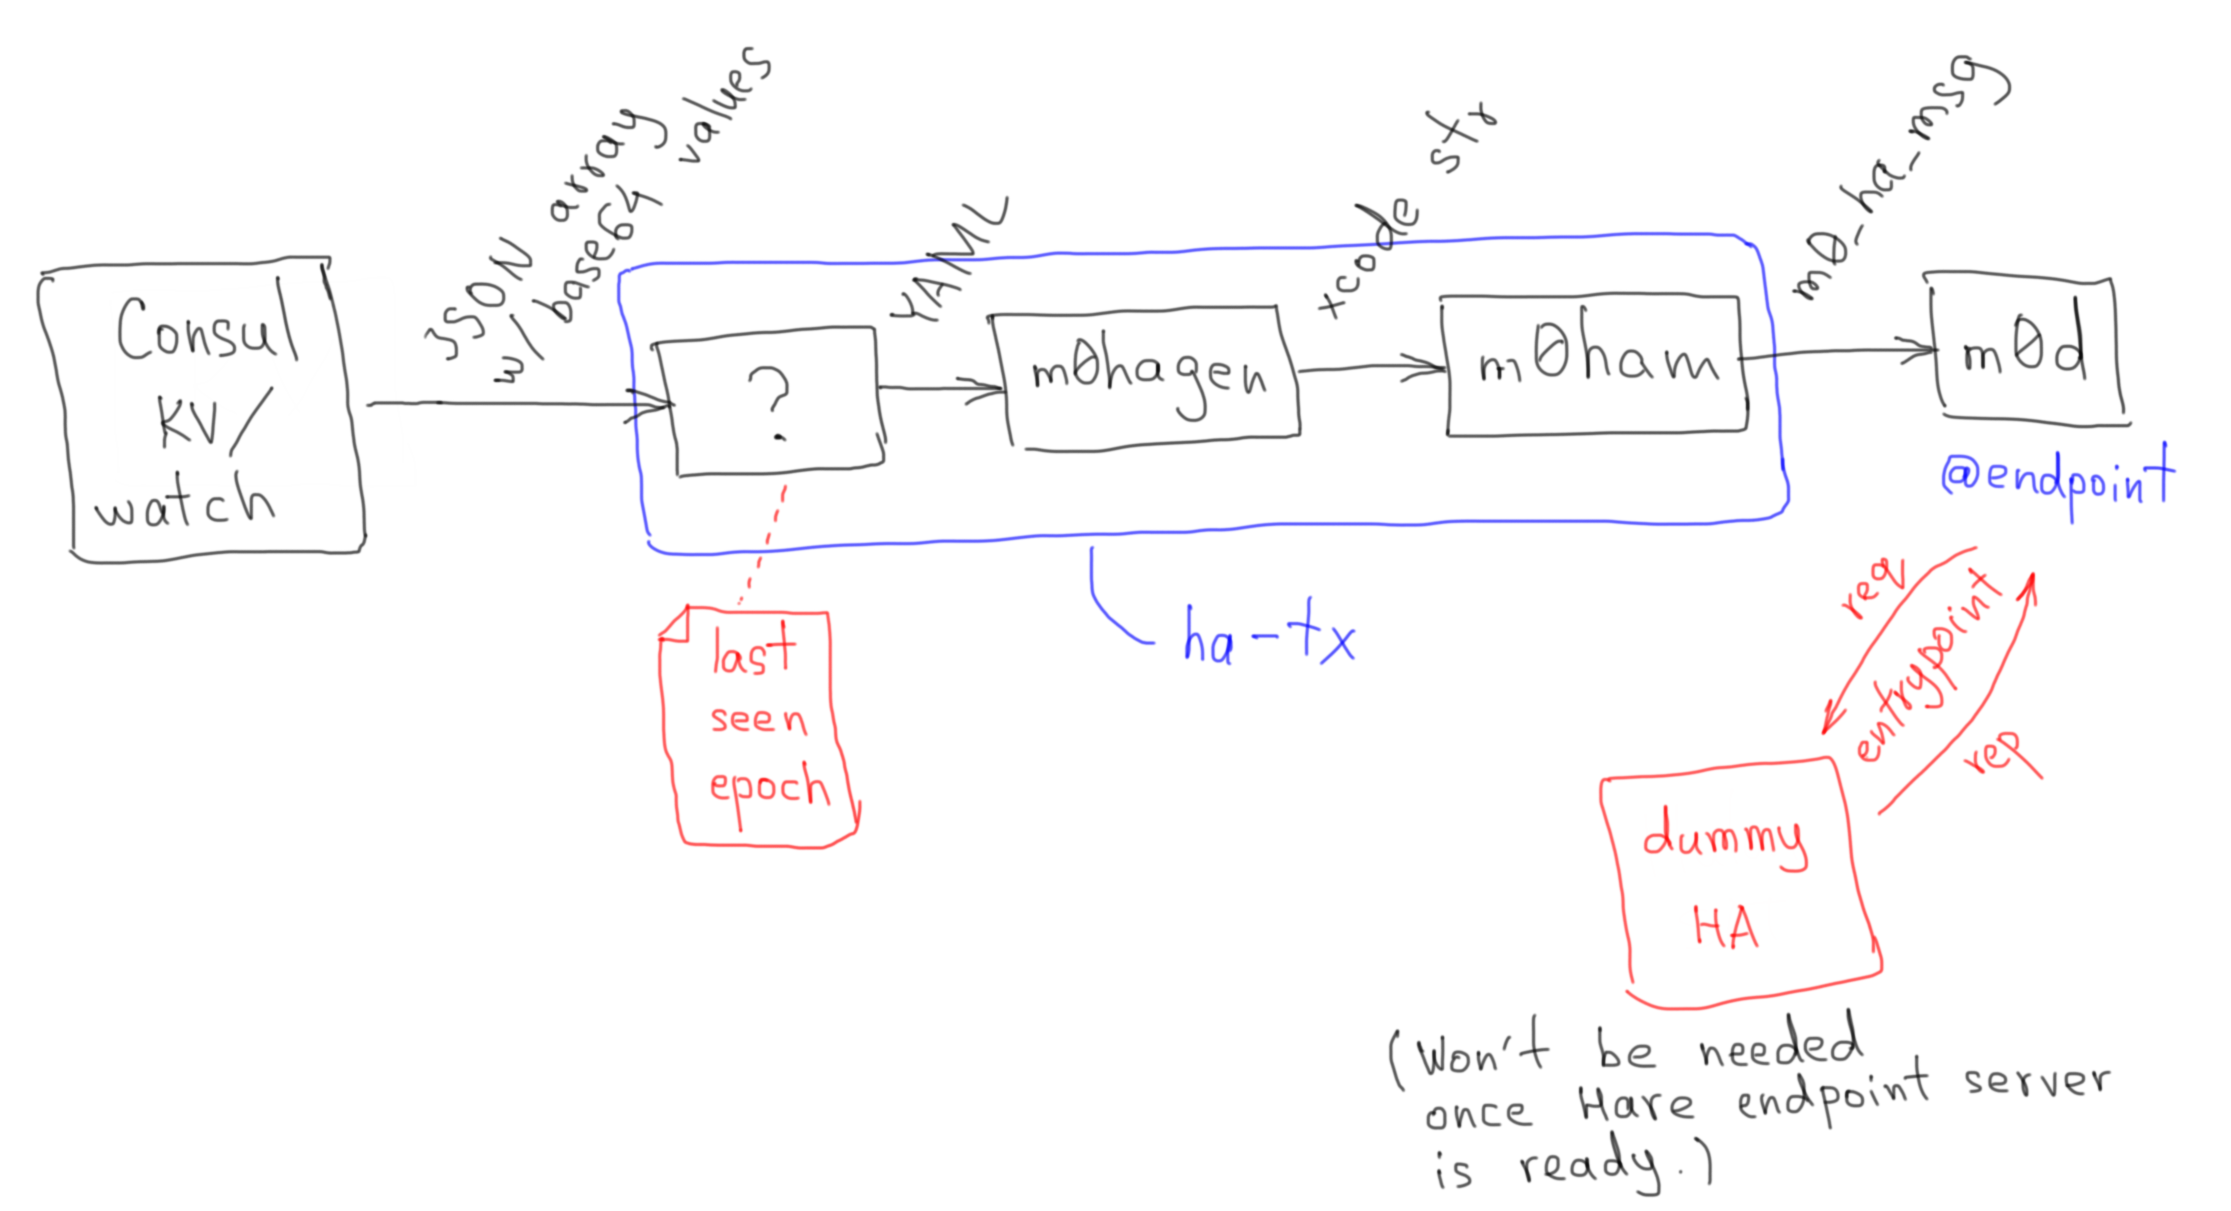 JSON array
w/ base64 values
YAML
xcode str
m0_ha_msg
Consul
KV/
watch
?
m0hagen
m0ham
m0d
@endpoint
ha-tx
last
seen
epoch
req
entrypoint
rep
dummy
HA
(Won't be needed
once Hare endpoint server
is ready.)